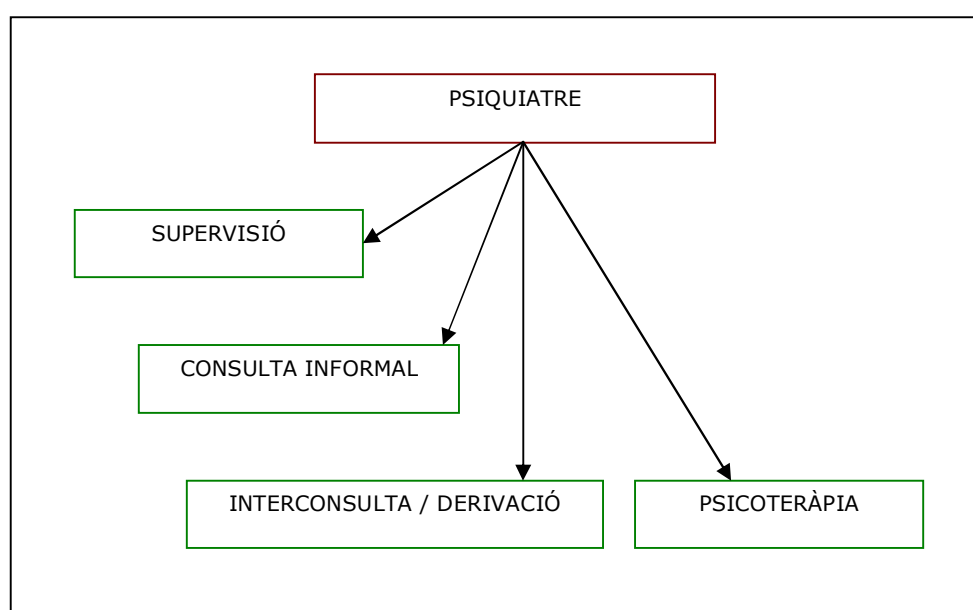 PSIQUIATRE
SUPERVISIÓ
CONSULTA INFORMAL
INTERCONSULTA / DERIVACIÓ
PSICOTERÀPIA